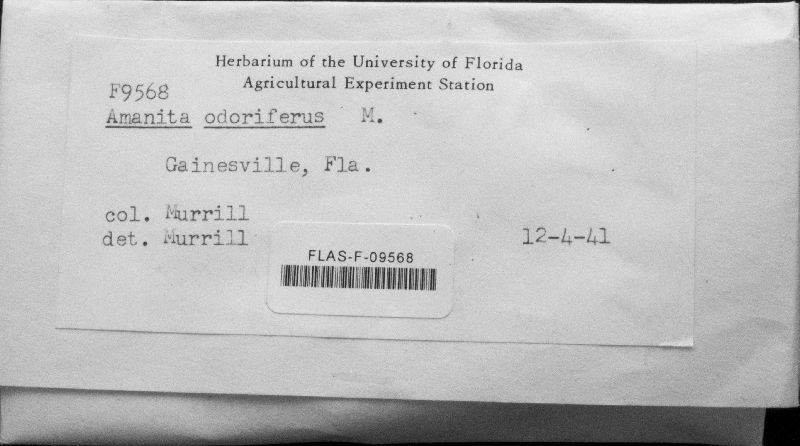 Herbarium of the University of Florida
Agricultural Experiment Station
F9568
Amanita odoriferus M.
Gainesville, Fla.
col. Murrill
det. Murrill 12-4-41
FLAS-F-09568